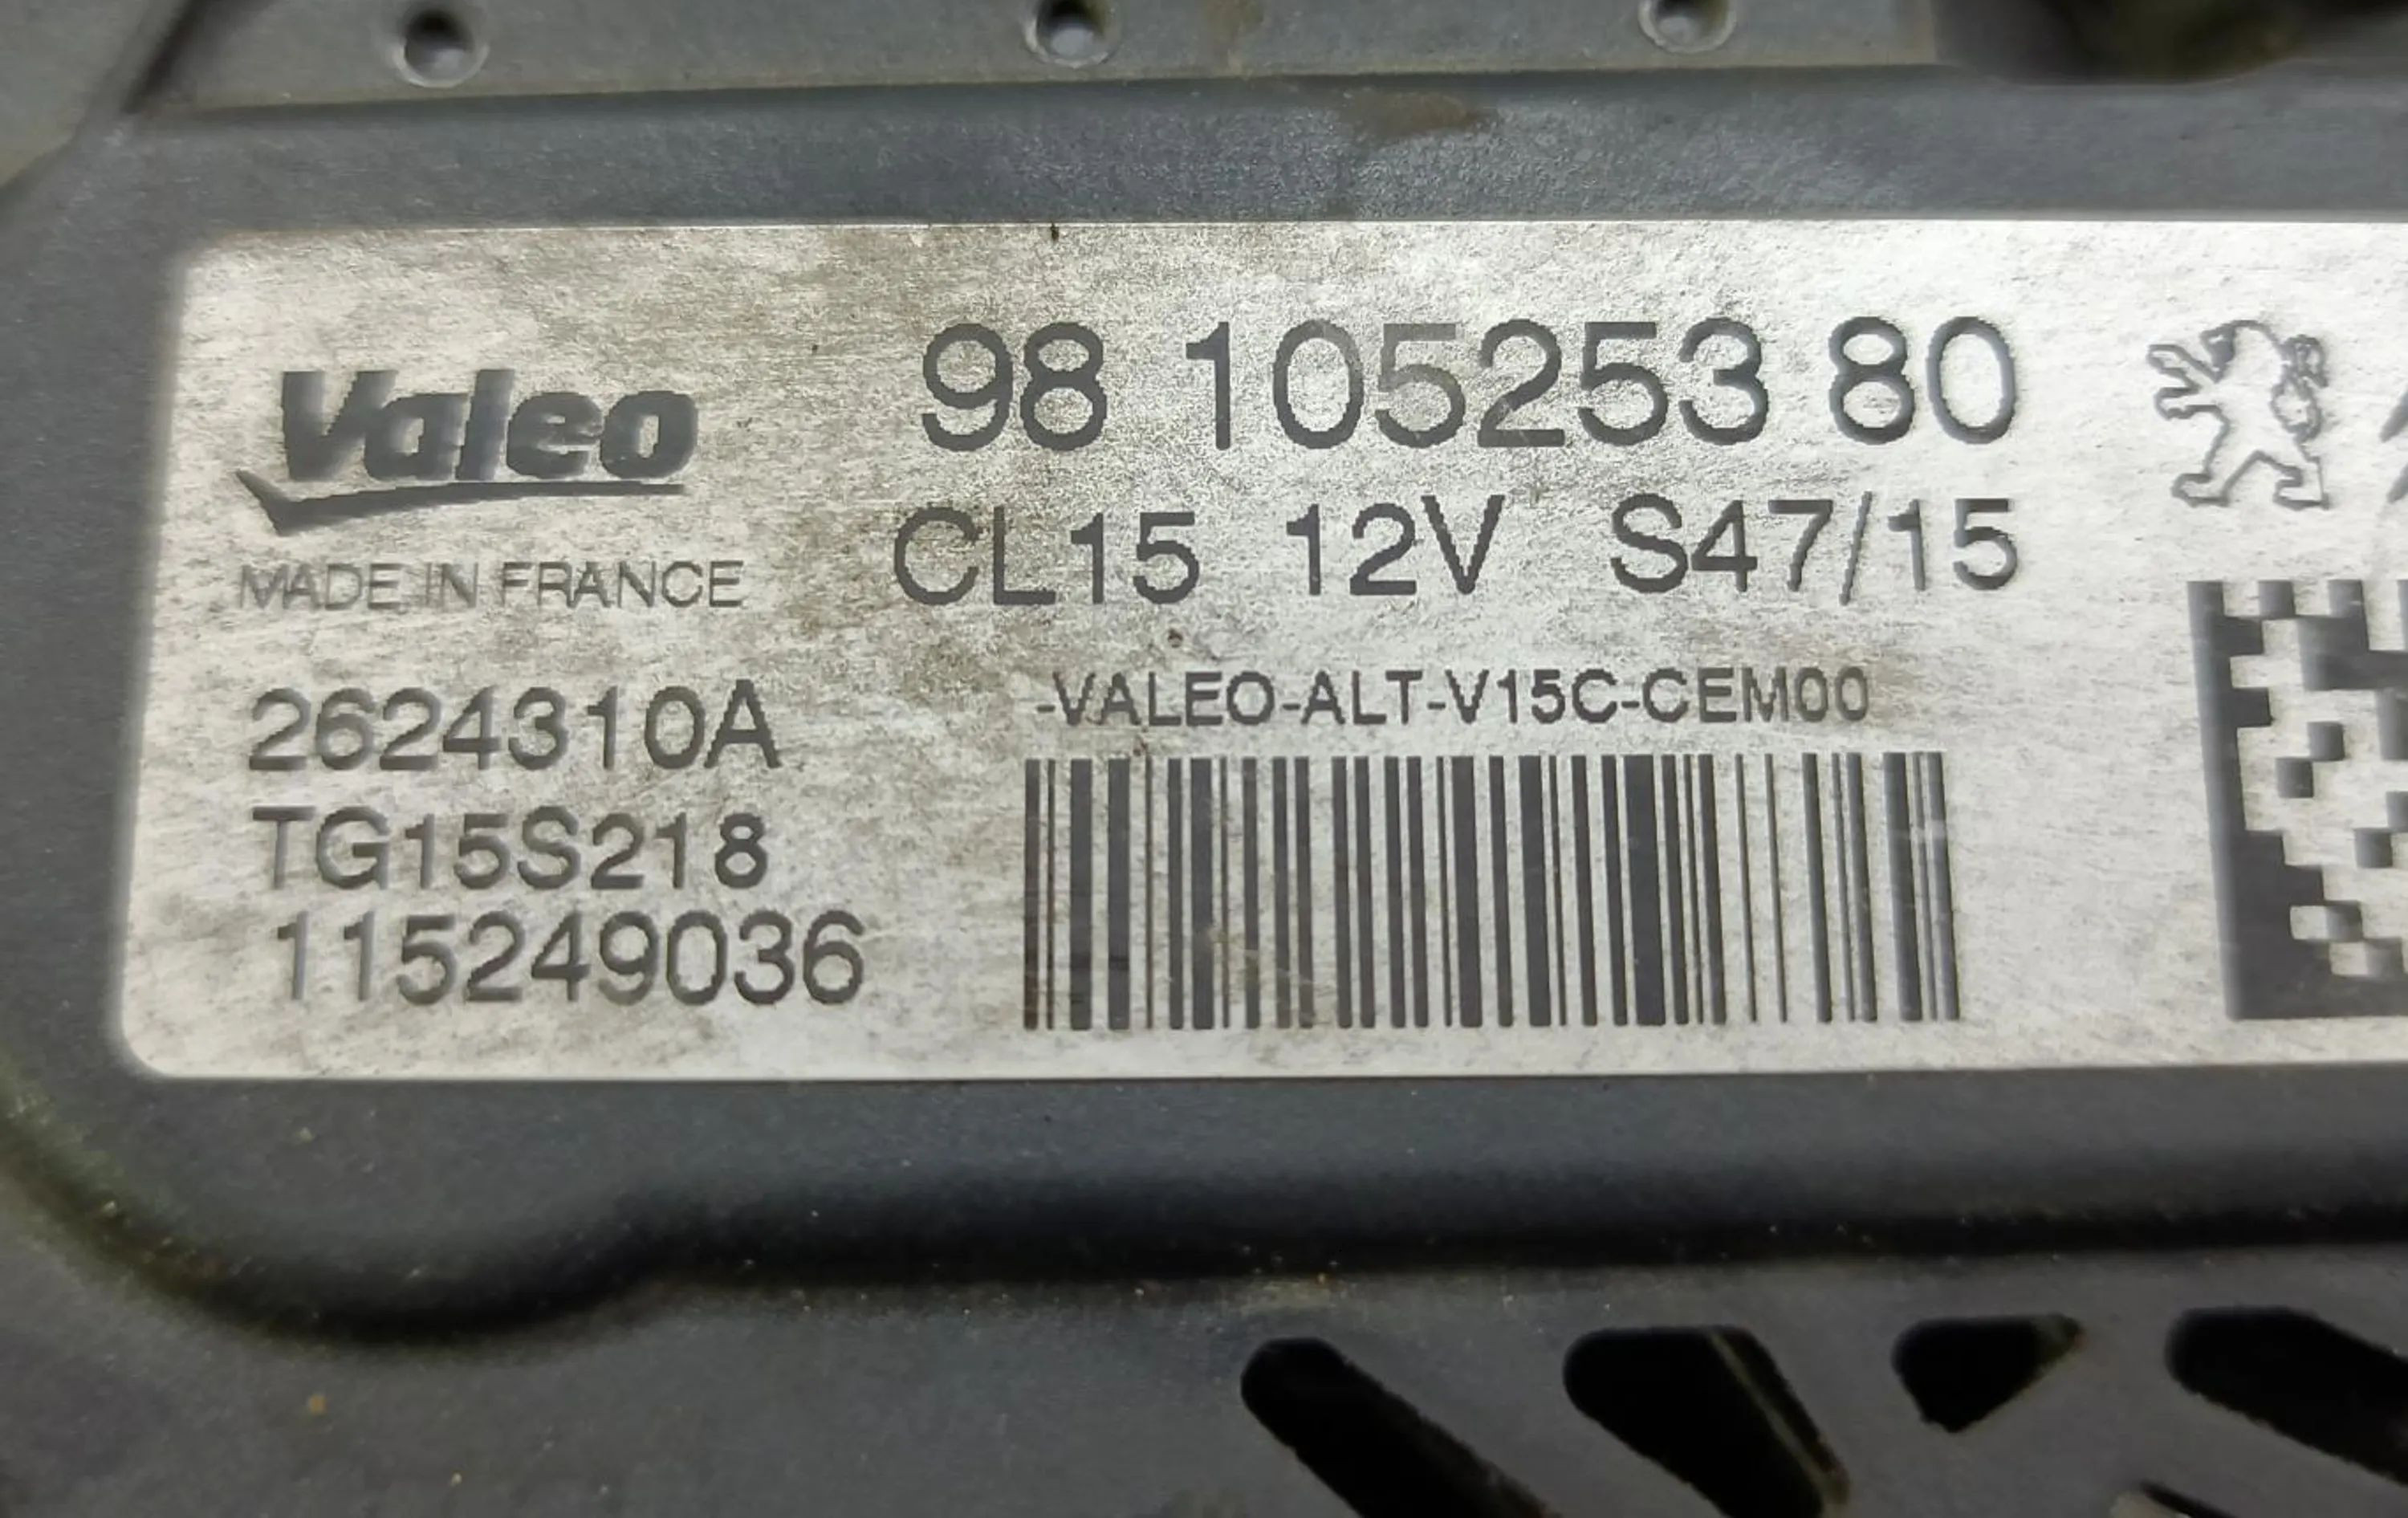 Valeo
MADE IN FRANCE
98 105253 80
CL15 12V S47/15
2624310A
TG15S218
115249036
-VALEO-ALT-V15C-CEM00